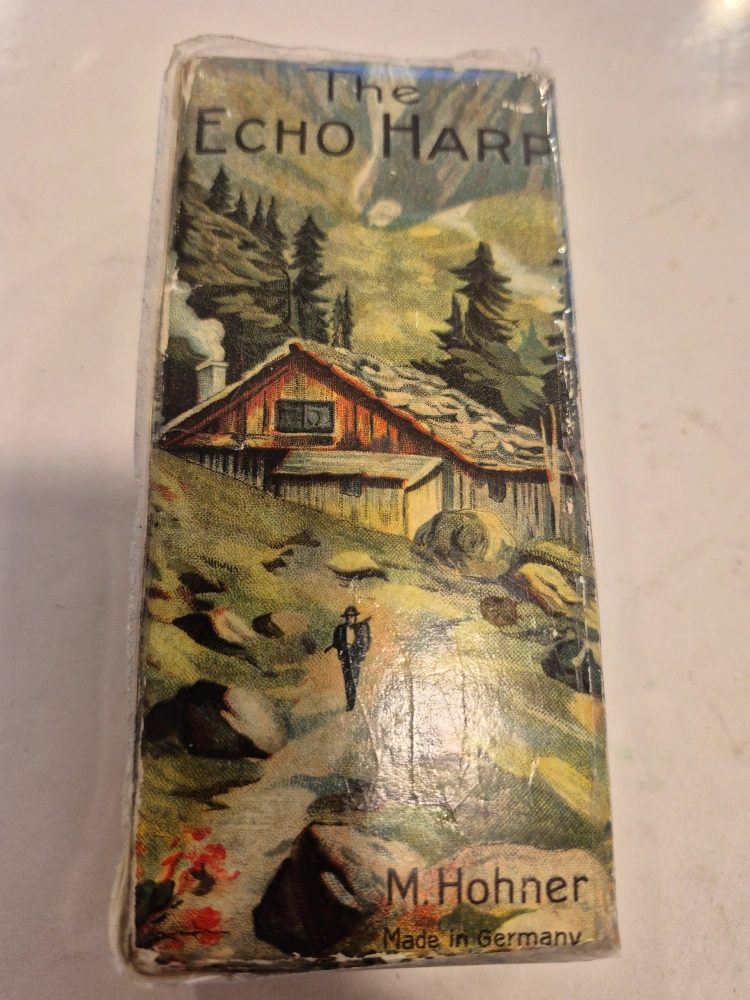 The
ECHO HARP
M. Hohner
Made in Germany